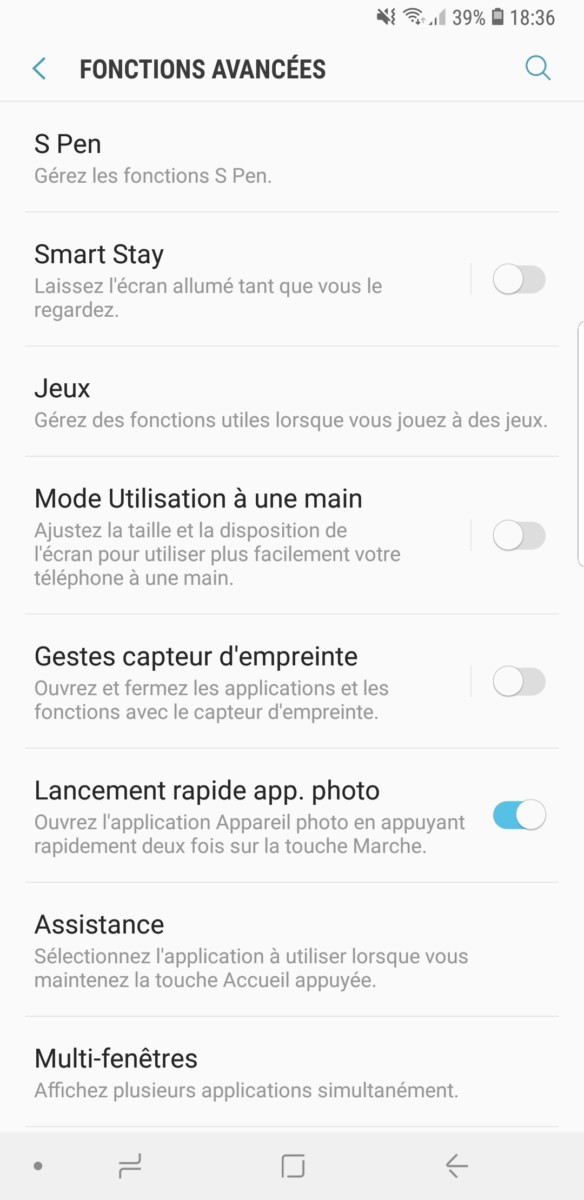 39% 18:36
FONCTIONS AVANCÉES
S Pen
Gérez les fonctions S Pen.
Smart Stay
Laissez l'écran allumé tant que vous le
regardez.
Jeux
Gérez des fonctions utiles lorsque vous jouez à des jeux.
Mode Utilisation à une main
Ajustez la taille et la disposition de
l'écran pour utiliser plus facilement votre
téléphone à une main.
Gestes capteur d'empreinte
Ouvrez et fermez les applications et les
fonctions avec le capteur d'empreinte.
Lancement rapide app. photo
Ouvrez l'application Appareil photo en appuyant
rapidement deux fois sur la touche Marche.
Assistance
Sélectionnez l'application à utiliser lorsque vous
maintenez la touche Accueil appuyée.
Multi-fenêtres
Affichez plusieurs applications simultanément.